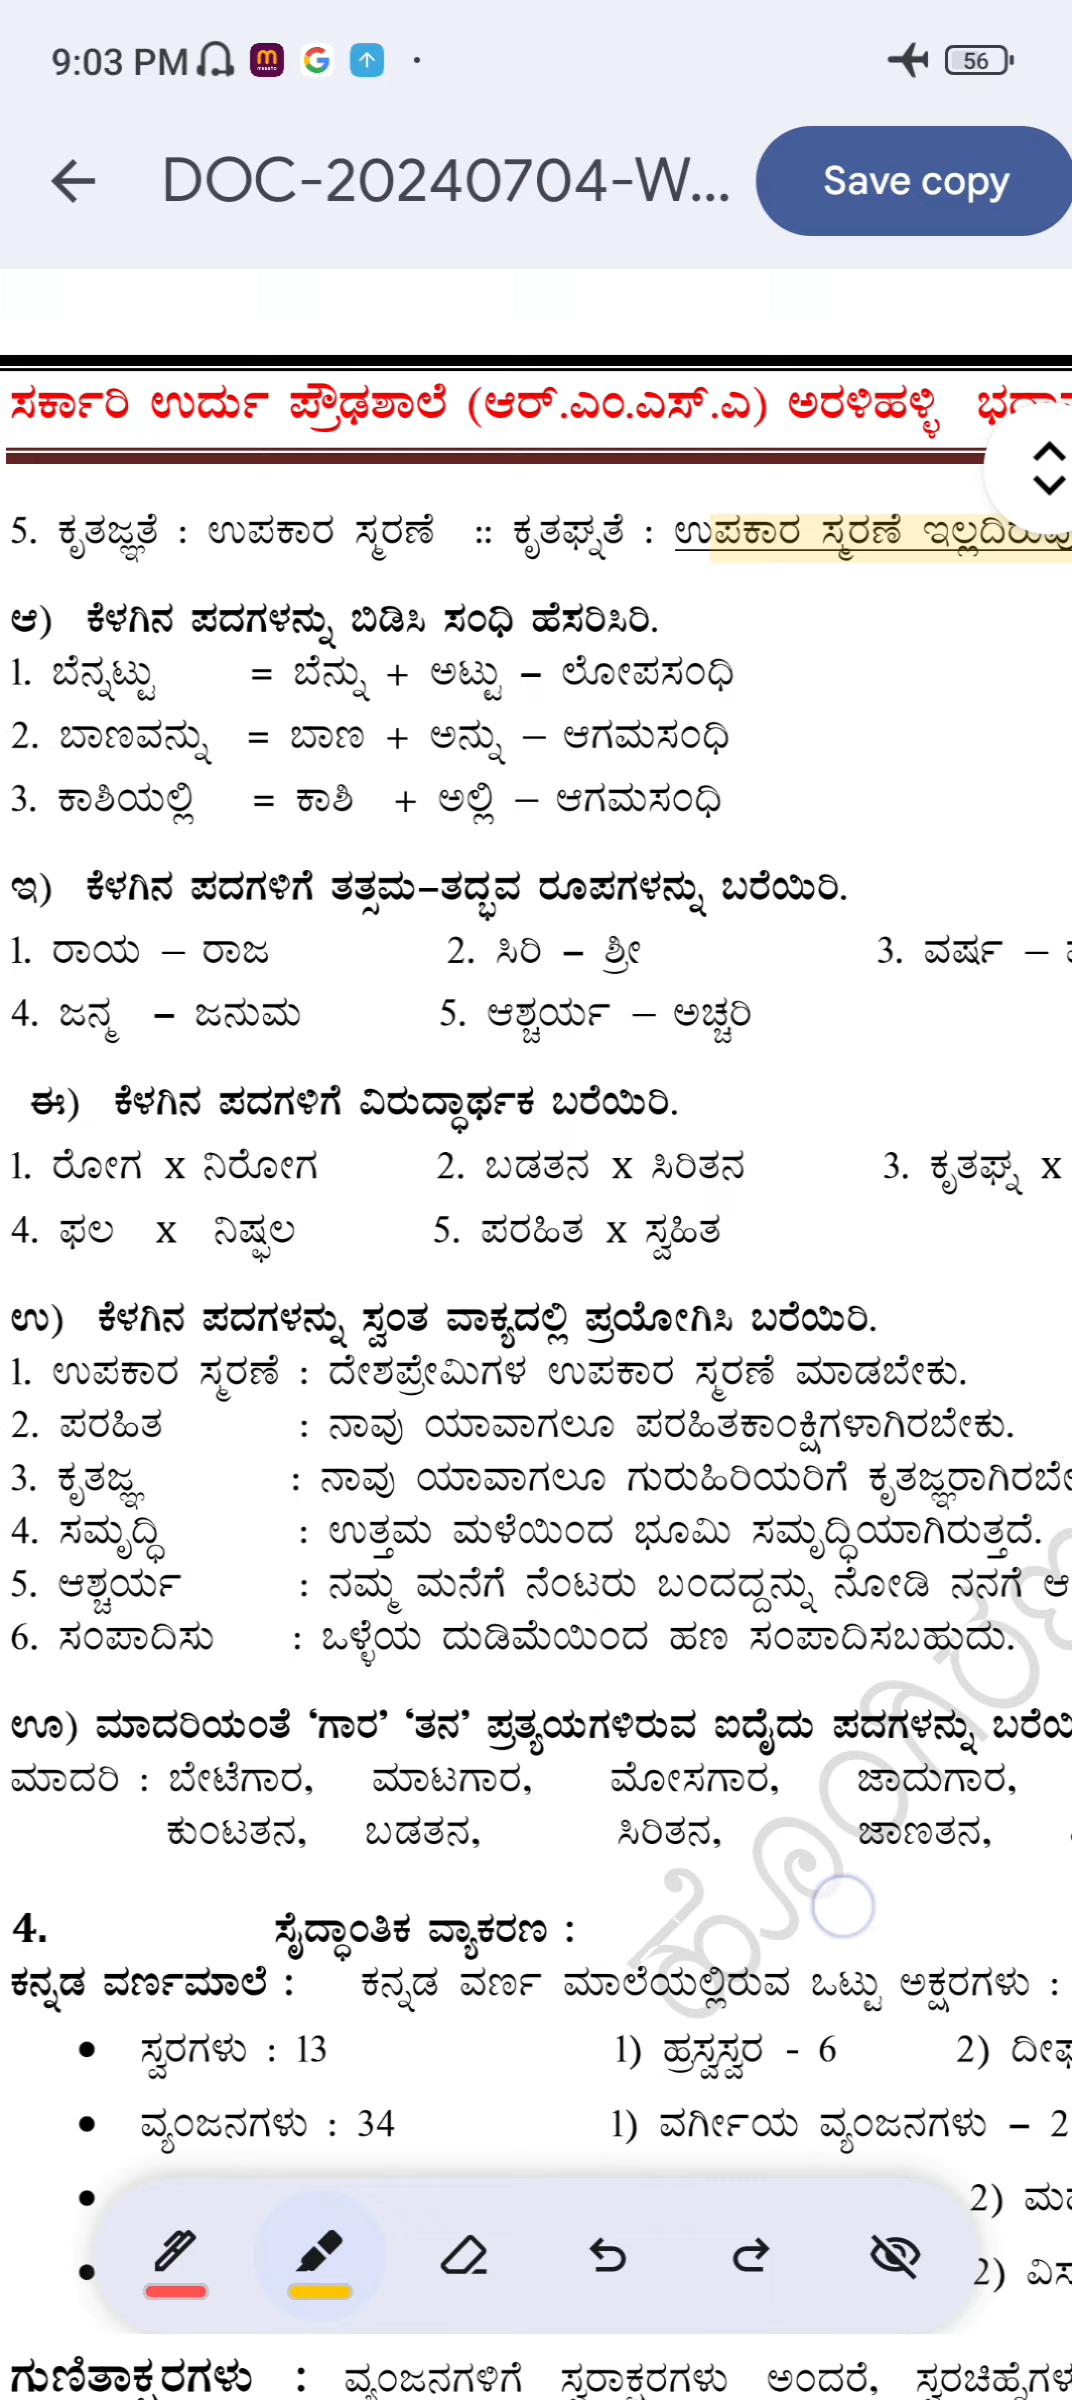 9:03 PM
56
DOC-20240704-W...
Save copy
ಸರ್ಕಾರಿ ಉರ್ದು ಪ್ರೌಢಶಾಲೆ (ಆರ್.ಎಂ.ಎಸ್.ಎ) ಅರಳಿಹಳ್ಳಿ
5. ಕೃತಜ್ಞತೆ : ಉಪಕಾರ ಸ್ಮರಣೆ :: ಕೃತಘ್ನತೆ : ಉಪಕಾರ ಸ್ಮರಣೆ ಇಲ್ಲದಿರುವು
ಆ) ಕೆಳಗಿನ ಪದಗಳನ್ನು ಬಿಡಿಸಿ ಸಂಧಿ ಹೆಸರಿಸಿರಿ.
1. ಬೆನ್ನಟ್ಟು = ಬೆನ್ನು + ಅಟ್ಟು – ಲೋಪಸಂಧಿ
2. ಬಾಣವನ್ನು = ಬಾಣ + ಅನ್ನು – ಆಗಮಸಂಧಿ
3. ಕಾಶಿಯಲ್ಲಿ = ಕಾಶಿ + ಅಲ್ಲಿ – ಆಗಮಸಂಧಿ
ಇ) ಕೆಳಗಿನ ಪದಗಳಿಗೆ ತತ್ಸಮ–ತದ್ಭವ ರೂಪಗಳನ್ನು ಬರೆಯಿರಿ.
1. ರಾಯ – ರಾಜ 2. ಸಿರಿ – ಶ್ರೀ 3. ವರ್ಷ –
4. ಜನ್ಮ – ಜನುಮ 5. ಆಶ್ಚರ್ಯ – ಅಚ್ಚರಿ
ಈ) ಕೆಳಗಿನ ಪದಗಳಿಗೆ ವಿರುದ್ಧಾರ್ಥಕ ಬರೆಯಿರಿ.
1. ರೋಗ x ನಿರೋಗ 2. ಬಡತನ x ಸಿರಿತನ 3. ಕೃತಘ್ನ x
4. ಫಲ x ನಿಷ್ಫಲ 5. ಪರಹಿತ x ಸ್ವಹಿತ
ಉ) ಕೆಳಗಿನ ಪದಗಳನ್ನು ಸ್ವಂತ ವಾಕ್ಯದಲ್ಲಿ ಪ್ರಯೋಗಿಸಿ ಬರೆಯಿರಿ.
1. ಉಪಕಾರ ಸ್ಮರಣೆ : ದೇಶಪ್ರೇಮಿಗಳ ಉಪಕಾರ ಸ್ಮರಣೆ ಮಾಡಬೇಕು.
2. ಪರಹಿತ : ನಾವು ಯಾವಾಗಲೂ ಪರಹಿತಕಾಂಕ್ಷಿಗಳಾಗಿರಬೇಕು.
3. ಕೃತಜ್ಞ : ನಾವು ಯಾವಾಗಲೂ ಗುರುಹಿರಿಯರಿಗೆ ಕೃತಜ್ಞರಾಗಿರಬೇ
4. ಸಮೃದ್ಧಿ : ಉತ್ತಮ ಮಳೆಯಿಂದ ಭೂಮಿ ಸಮೃದ್ಧಿಯಾಗಿರುತ್ತದೆ.
5. ಆಶ್ಚರ್ಯ : ನಮ್ಮ ಮನೆಗೆ ನೆಂಟರು ಬಂದದ್ದನ್ನು ನೋಡಿ ನನಗೆ ಆ
6. ಸಂಪಾದಿಸು : ಒಳ್ಳೆಯ ದುಡಿಮೆಯಿಂದ ಹಣ ಸಂಪಾದಿಸಬಹುದು.
ಊ) ಮಾದರಿಯಂತೆ ‘ಗಾರ’ ‘ತನ’ ಪ್ರತ್ಯಯಗಳಿರುವ ಐದೈದು ಪದಗಳನ್ನು ಬರೆಯಿ
ಮಾದರಿ : ಬೇಟೆಗಾರ, ಮಾಟಗಾರ, ಮೋಸಗಾರ, ಜಾದುಗಾರ,
ಕುಂಟತನ, ಬಡತನ, ಸಿರಿತನ, ಜಾಣತನ,
4. ಸೈದ್ಧಾಂತಿಕ ವ್ಯಾಕರಣ :
ಕನ್ನಡ ವರ್ಣಮಾಲೆ : ಕನ್ನಡ ವರ್ಣ ಮಾಲೆಯಲ್ಲಿರುವ ಒಟ್ಟು ಅಕ್ಷರಗಳು :
• ಸ್ವರಗಳು : 13 1) ಹ್ರಸ್ವಸ್ವರ - 6 2) ದೀರ್ಘ
• ವ್ಯಂಜನಗಳು : 34 1) ವರ್ಗೀಯ ವ್ಯಂಜನಗಳು – 2
• 2) ಮ
• 2) ವಿಸ
ಗುಣಿತಾಕ್ಷರಗಳು : ವ್ಯಂಜನಗಳಿಗೆ ಸ್ವರಾಕ್ಷರಗಳು ಅಂದರೆ, ಸ್ವರಚಿಹ್ನೆಗಳ